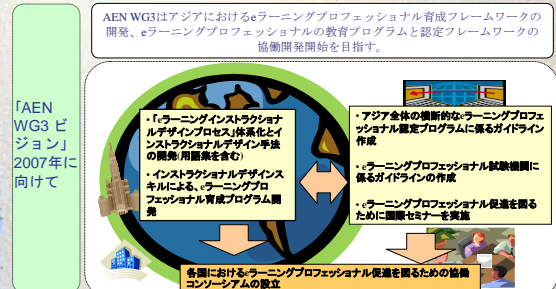 AEN WG3はアジアにおけるeラーニングプロフェッショナル育成フレームワークの
開発、eラーニングプロフェッショナルの教育プログラムと認定フレームワークの
協働開発開始を目指す。
「AEN
WG3 ビ
ジョン」
2007年に
向けて
・「eラーニングインストラクショナ
ルデザインプロセス」体系化とイ
ンストラクショナルデザイン手法
の開発(用語集を含む)
・インストラクショナルデザインス
キルによる、eラーニングプロ
フェッショナル育成プログラム開
発
・アジア全体の横断的なeラーニングプロフェ
ッショナル認定プログラムに係るガイドライン
作成
・eラーニングプロフェッショナル試験機関に
係るガイドラインの作成
・eラーニングプロフェッショナル促進を図る
ために国際セミナーを実施
各国におけるeラーニングプロフェッショナル促進を図るための協働
コンソーシアムの設立